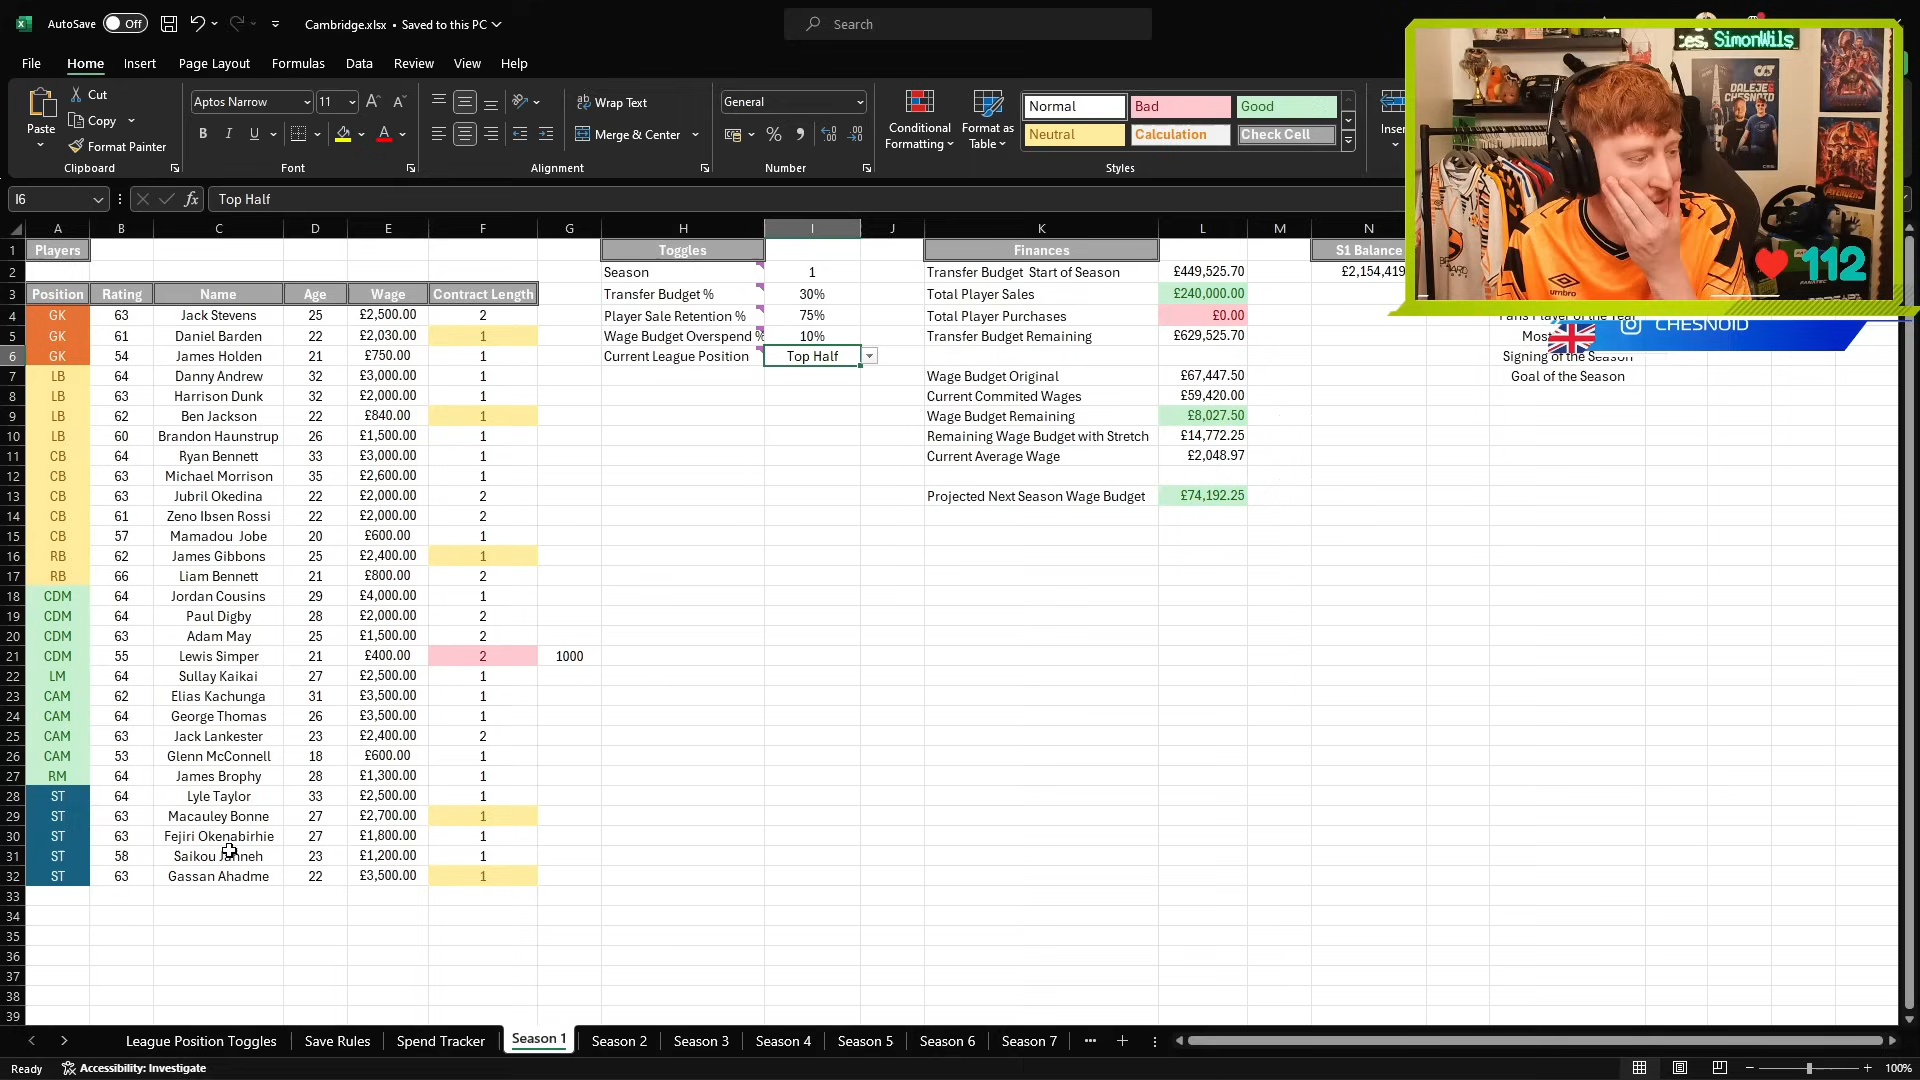 AutoSave Off Cambridge.xlsx • Saved to this PC Search
File Home Insert Page Layout Formulas Data Review View Help
Paste Cut Copy Format Painter Clipboard
Aptos Narrow 11 B I U A Font
Wrap Text Merge & Center Alignment
General % Number
Conditional Formatting Format as Table
Normal Bad Good
Neutral Calculation Check Cell
Styles
SimonWils
DALEJ& CHESNOID
umbro
112
CHESNOID
I6 fx Top Half
A B C D E F G H I J K L M N
1 Players Toggles Finances S1 Balance
2 Season 1 Transfer Budget Start of Season £449,525.70 £2,154,419
3 Position Rating Name Age Wage Contract Length Transfer Budget % 30% Total Player Sales £240,000.00
4 GK 63 Jack Stevens 25 £2,500.00 2 Player Sale Retention % 75% Total Player Purchases £0.00
5 GK 61 Daniel Barden 22 £2,030.00 1 Wage Budget Overspend % 10% Transfer Budget Remaining £629,525.70 Most
6 GK 54 James Holden 21 £750.00 1 Current League Position Top Half Signing of the Season
7 LB 64 Danny Andrew 32 £3,000.00 1 Wage Budget Original £67,447.50 Goal of the Season
8 LB 63 Harrison Dunk 32 £2,000.00 1 Current Commited Wages £59,420.00
9 LB 62 Ben Jackson 22 £840.00 1 Wage Budget Remaining £8,027.50
10 LB 60 Brandon Haunstrup 26 £1,500.00 1 Remaining Wage Budget with Stretch £14,772.25
11 CB 64 Ryan Bennett 33 £3,000.00 1 Current Average Wage £2,048.97
12 CB 63 Michael Morrison 35 £2,600.00 1
13 CB 63 Jubril Okedina 22 £2,000.00 2 Projected Next Season Wage Budget £74,192.25
14 CB 61 Zeno Ibsen Rossi 22 £2,000.00 2
15 CB 57 Mamadou Jobe 20 £600.00 1
16 RB 62 James Gibbons 25 £2,400.00 1
17 RB 66 Liam Bennett 21 £800.00 2
18 CDM 64 Jordan Cousins 29 £4,000.00 1
19 CDM 64 Paul Digby 28 £2,000.00 2
20 CDM 63 Adam May 25 £1,500.00 2
21 CDM 55 Lewis Simper 21 £400.00 2 1000
22 LM 64 Sullay Kaikai 27 £2,500.00 1
23 CAM 62 Elias Kachunga 31 £3,500.00 1
24 CAM 64 George Thomas 26 £3,500.00 1
25 CAM 63 Jack Lankester 23 £2,400.00 2
26 CAM 53 Glenn McConnell 18 £600.00 1
27 RM 64 James Brophy 28 £1,300.00 1
28 ST 64 Lyle Taylor 33 £2,500.00 1
29 ST 63 Macauley Bonne 27 £2,700.00 1
30 ST 63 Fejiri Okenabirhie 27 £1,800.00 1
31 ST 58 Saikou Janneh 23 £1,200.00 1
32 ST 63 Gassan Ahadme 22 £3,500.00 1
33
34
35
36
37
38
39
League Position Toggles Save Rules Spend Tracker Season 1 Season 2 Season 3 Season 4 Season 5 Season 6 Season 7
Ready Accessibility: Investigate 100%